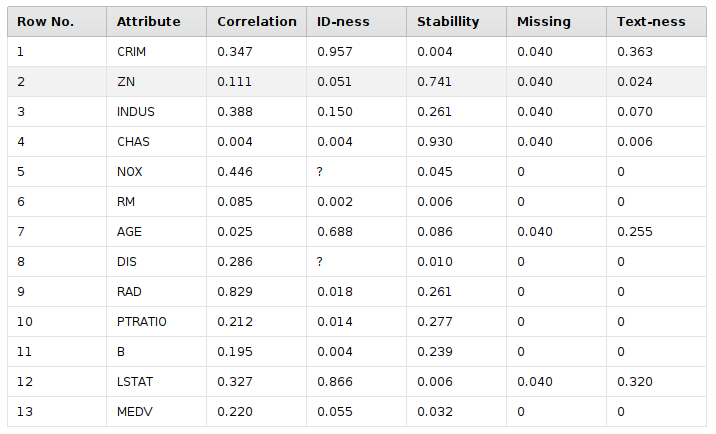 Row No. Attribute Correlation ID-ness Stabillity Missing Text-ness
1 CRIM 0.347 0.957 0.004 0.040 0.363
2 ZN 0.111 0.051 0.741 0.040 0.024
3 INDUS 0.388 0.150 0.261 0.040 0.070
4 CHAS 0.004 0.004 0.930 0.040 0.006
5 NOX 0.446 ? 0.045 0 0
6 RM 0.085 0.002 0.006 0 0
7 AGE 0.025 0.688 0.086 0.040 0.255
8 DIS 0.286 ? 0.010 0 0
9 RAD 0.829 0.018 0.261 0 0
10 PTRATIO 0.212 0.014 0.277 0 0
11 B 0.195 0.004 0.239 0 0
12 LSTAT 0.327 0.866 0.006 0.040 0.320
13 MEDV 0.220 0.055 0.032 0 0